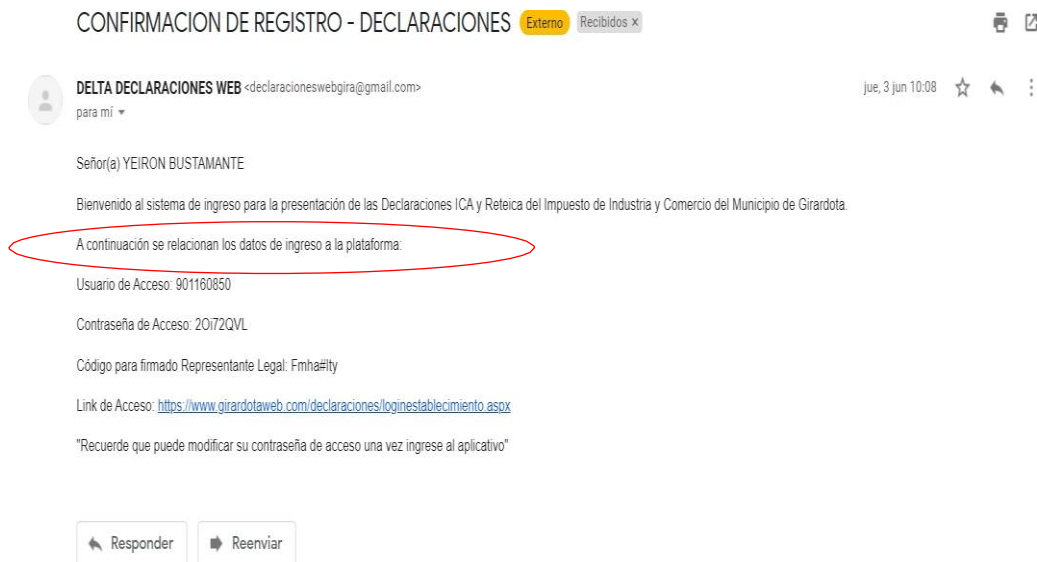 CONFIRMACION DE REGISTRO - DECLARACIONES Externo Recibidos ×
DELTA DECLARACIONES WEB <declaracioneswebgira@gmail.com> jue, 3 jun 10:08
para mí
Señor(a) YEIRON BUSTAMANTE
Bienvenido al sistema de ingreso para la presentación de las Declaraciones ICA y Reteica del Impuesto de Industria y Comercio del Municipio de Girardota.
A continuación se relacionan los datos de ingreso a la plataforma:
Usuario de Acceso: 901160850
Contraseña de Acceso: 2Oi72QVL
Código para firmado Representante Legal: Fmha#lty
Link de Acceso: https://www.girardotaweb.com/declaraciones/loginestablecimiento.aspx
"Recuerde que puede modificar su contraseña de acceso una vez ingrese al aplicativo"
Responder Reenviar